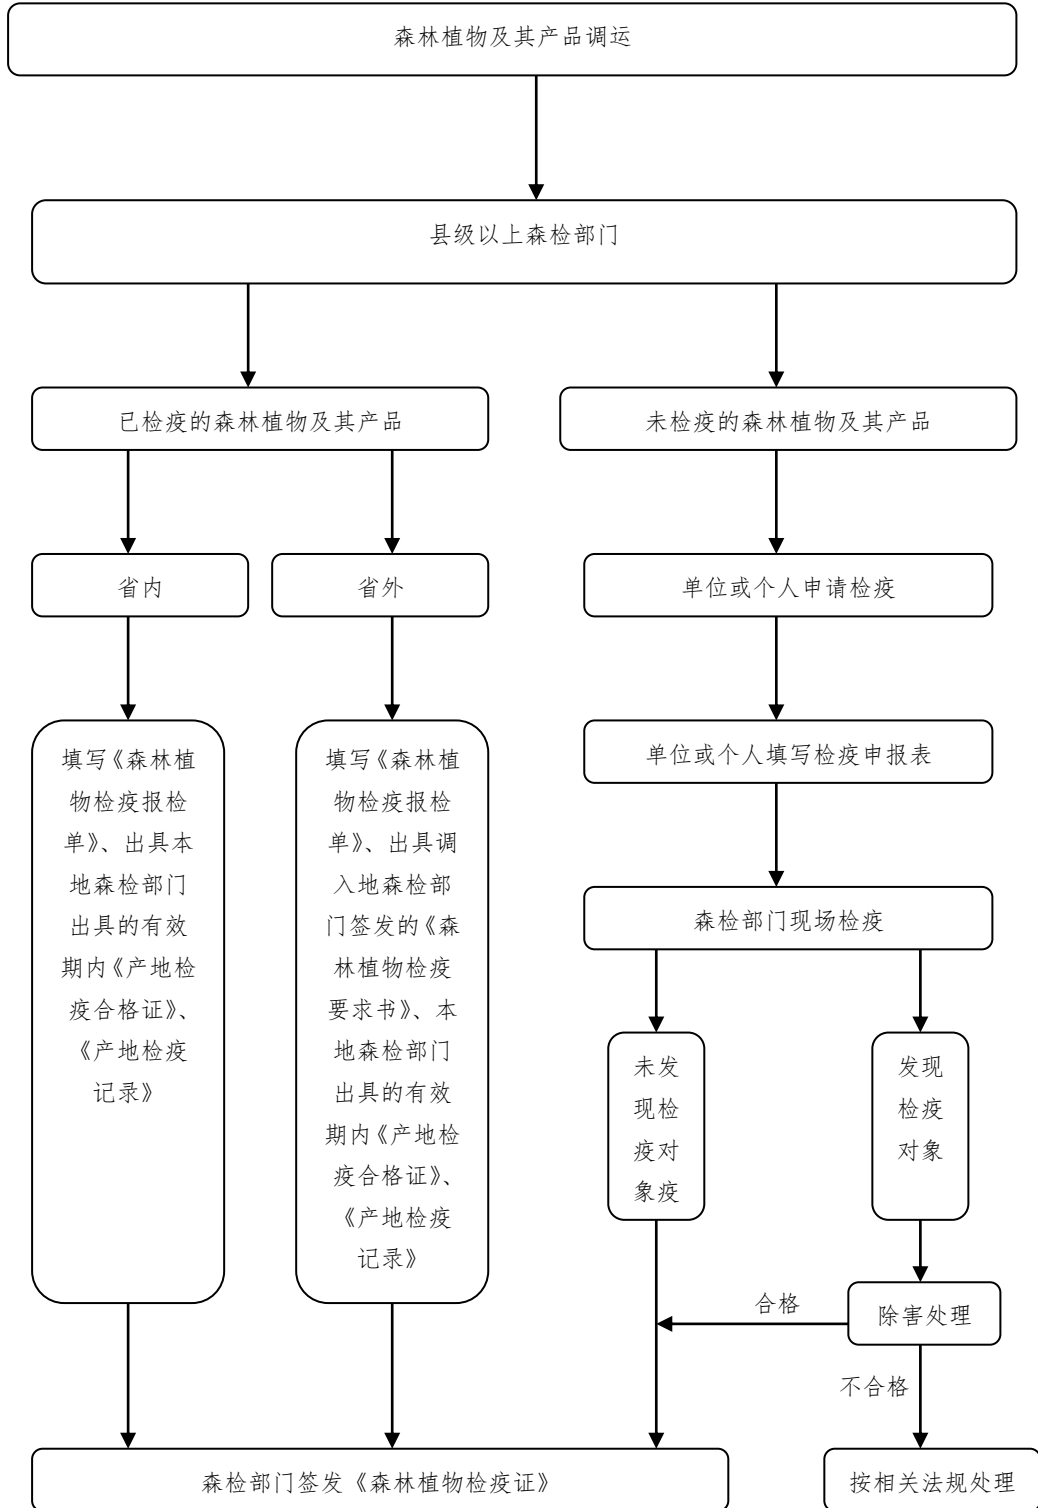 森林植物及其产品调运
县级以上森检部门
已检疫的森林植物及其产品
未检疫的森林植物及其产品
省内
省外
单位或个人申请检疫
填写《森林植
物检疫报检
单》、出具本
地森检部门
出具的有效
期内《产地检
疫合格证》、
《产地检疫
记录》
填写《森林植
物检疫报检
单》、出具调
入地森检部
门签发的《森
林植物检疫
要求书》、本
地森检部门
出具的有效
期内《产地检
疫合格证》、
《产地检疫
记录》
单位或个人填写检疫申报表
森检部门现场检疫
未发
现检
疫对
象疫
发现
检疫
对象
合格
除害处理
不合格
森检部门签发《森林植物检疫证》
按相关法规处理